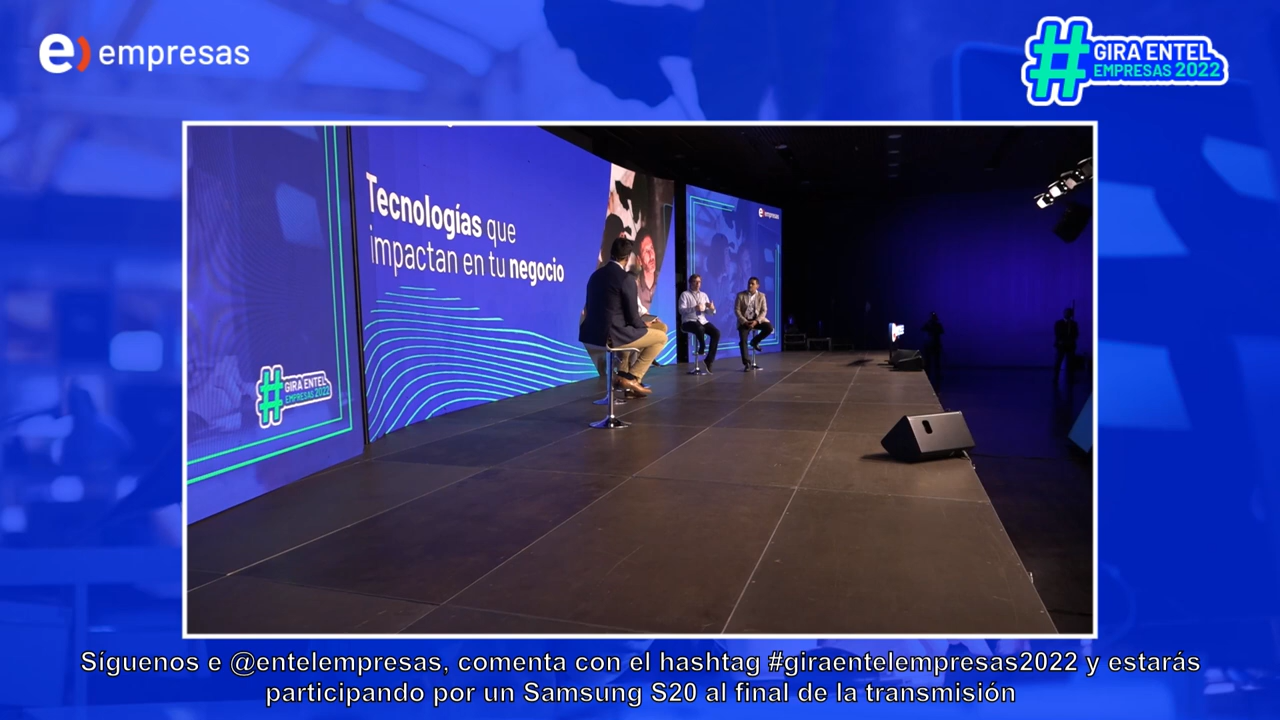 e) empresas
#GIRA ENTEL
EMPRESAS 2022
Tecnologías que
impactan en tu negocio
e) empresas
#GIRA ENTEL
EMPRESAS 2022
Síguenos e @entelempresas, comenta con el hashtag #giraentelempresas2022 y estarás
participando por un Samsung S20 al final de la transmisión